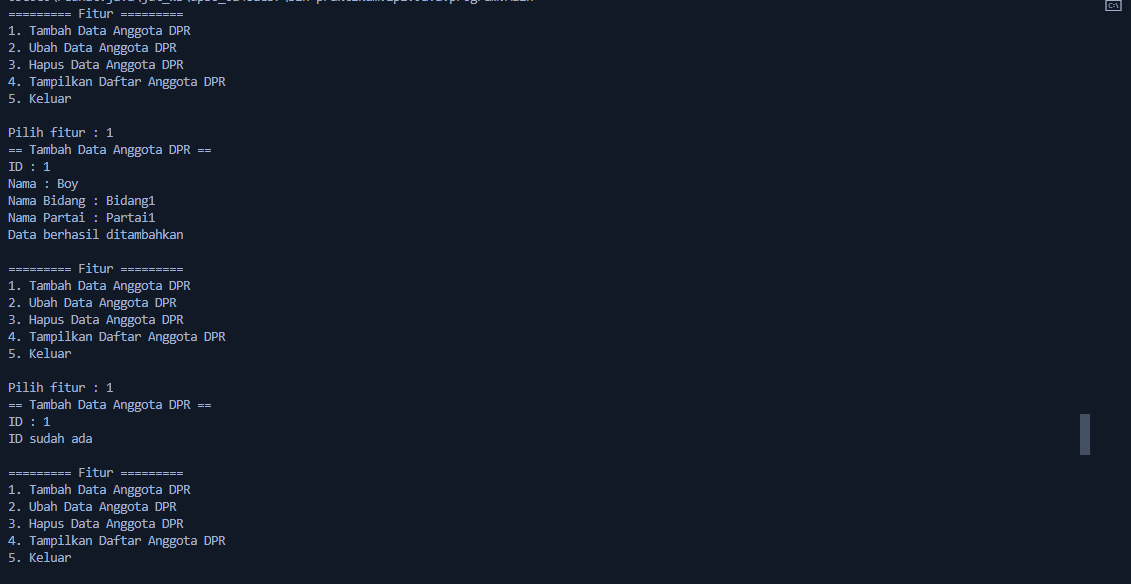 ========= Fitur =========
1. Tambah Data Anggota DPR
2. Ubah Data Anggota DPR
3. Hapus Data Anggota DPR
4. Tampilkan Daftar Anggota DPR
5. Keluar
Pilih fitur : 1
== Tambah Data Anggota DPR ==
ID : 1
Nama : Boy
Nama Bidang : Bidang1
Nama Partai : Partai1
Data berhasil ditambahkan
========= Fitur =========
1. Tambah Data Anggota DPR
2. Ubah Data Anggota DPR
3. Hapus Data Anggota DPR
4. Tampilkan Daftar Anggota DPR
5. Keluar
Pilih fitur : 1
== Tambah Data Anggota DPR ==
ID : 1
ID sudah ada
========= Fitur =========
1. Tambah Data Anggota DPR
2. Ubah Data Anggota DPR
3. Hapus Data Anggota DPR
4. Tampilkan Daftar Anggota DPR
5. Keluar